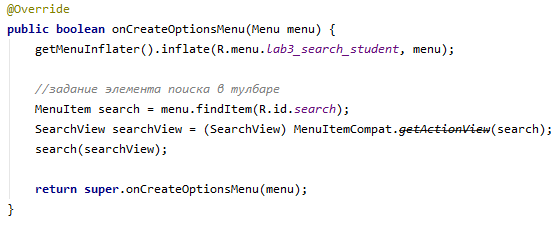 @Override
public boolean onCreateOptionsMenu(Menu menu) {
    getMenuInflater().inflate(R.menu.lab3_search_student, menu);

    //задание элемента поиска в тулбаре
    MenuItem search = menu.findItem(R.id.search);
    SearchView searchView = (SearchView) MenuItemCompat.getActionView(search);
    search(searchView);

    return super.onCreateOptionsMenu(menu);
}